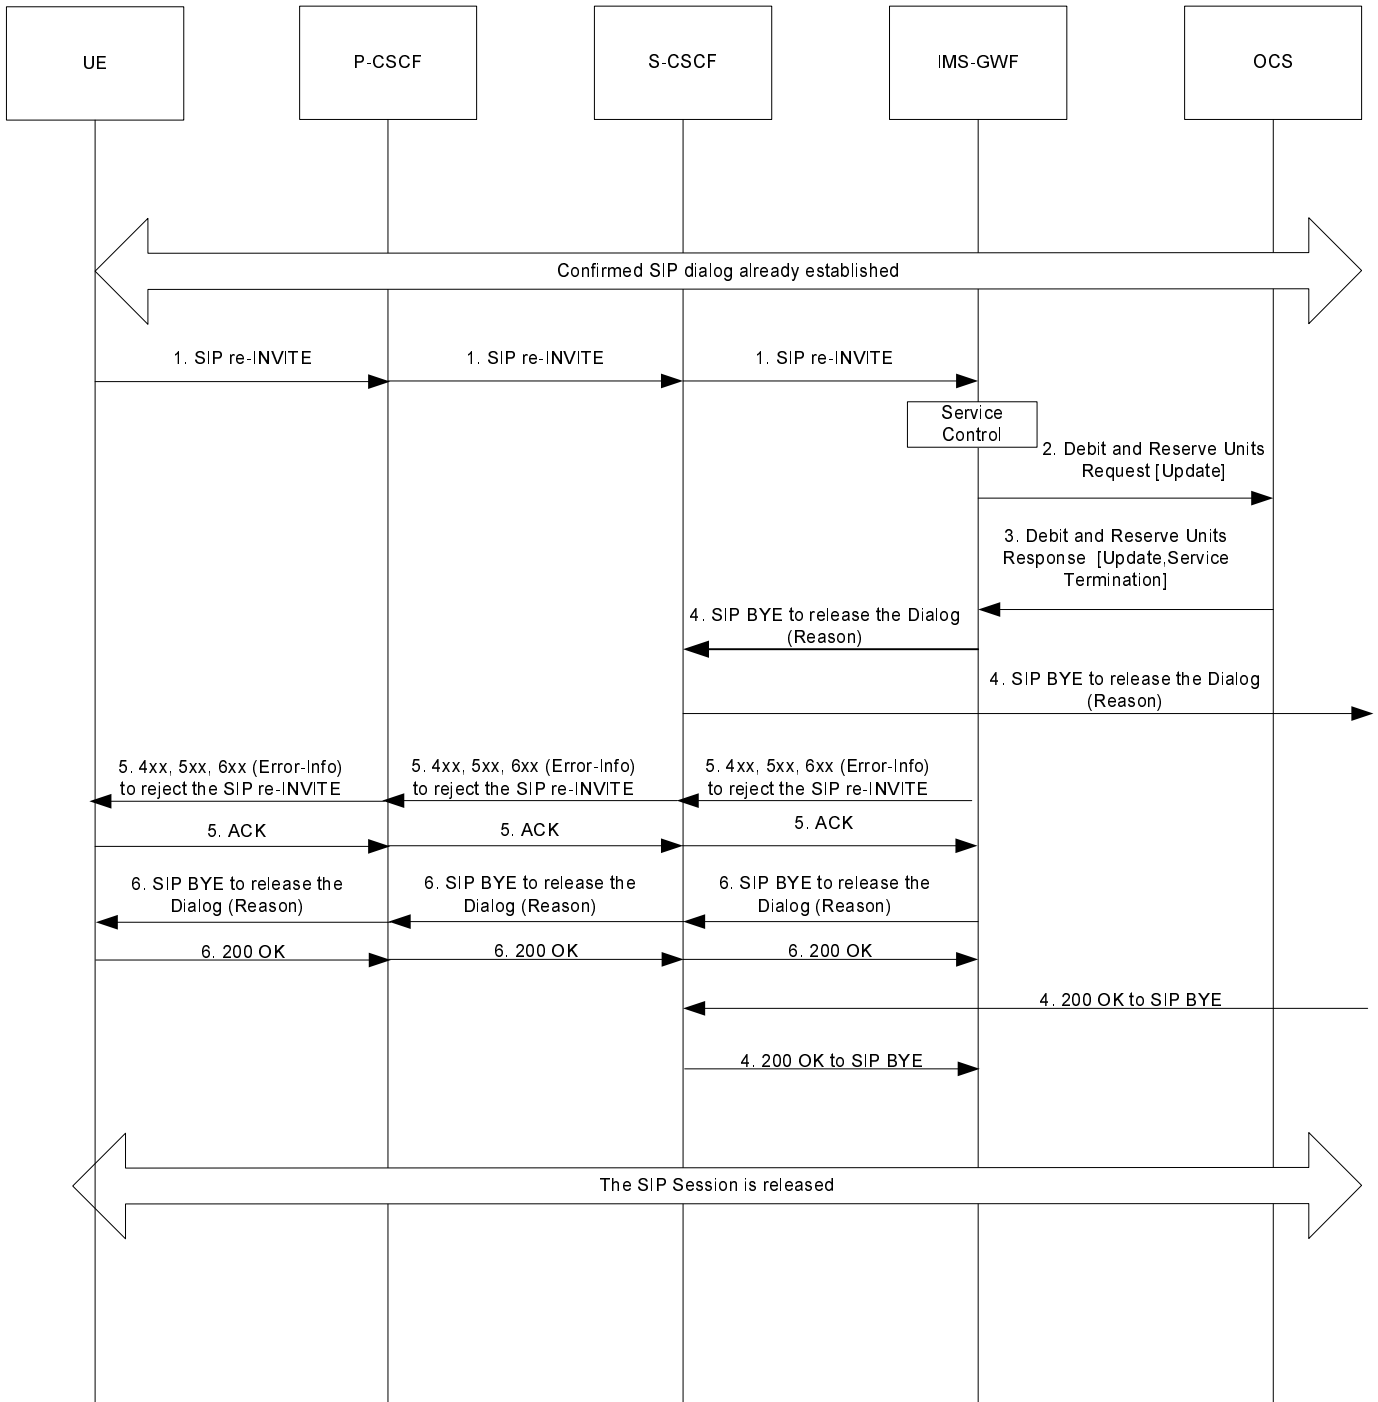 UE
P-CSCF
S-CSCF
IMS-GWF
OCS
Confirmed SIP dialog already established
1. SIP re-INVITE
1. SIP re-INVITE
1. SIP re-INVITE
Service
Control
2. Debit and Reserve Units
Request [Update]
3. Debit and Reserve Units
Response [Update,Service
Termination]
4. SIP BYE to release the Dialog
(Reason)
4. SIP BYE to release the Dialog
(Reason)
5. 4xx, 5xx, 6xx (Error-Info)
to reject the SIP re-INVITE
5. 4xx, 5xx, 6xx (Error-Info)
to reject the SIP re-INVITE
5. 4xx, 5xx, 6xx (Error-Info)
to reject the SIP re-INVITE
5. ACK
5. ACK
5. ACK
6. SIP BYE to release the
Dialog (Reason)
6. SIP BYE to release the
Dialog (Reason)
6. SIP BYE to release the
Dialog (Reason)
6. 200 OK
6. 200 OK
6. 200 OK
4. 200 OK to SIP BYE
4. 200 OK to SIP BYE
The SIP Session is released